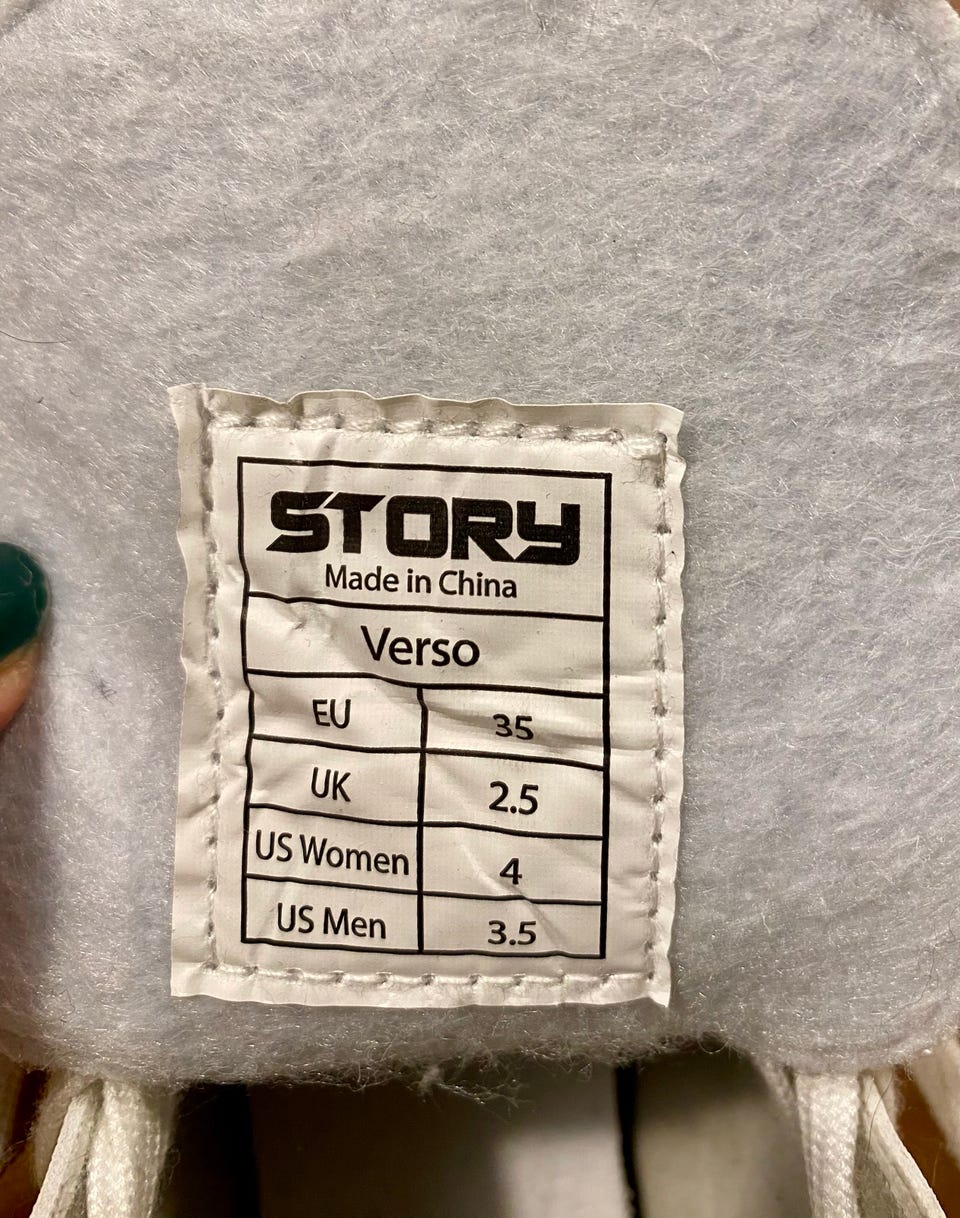 STORY
Made in China
Verso
EU 35
UK 2.5
US Women 4
US Men 3.5